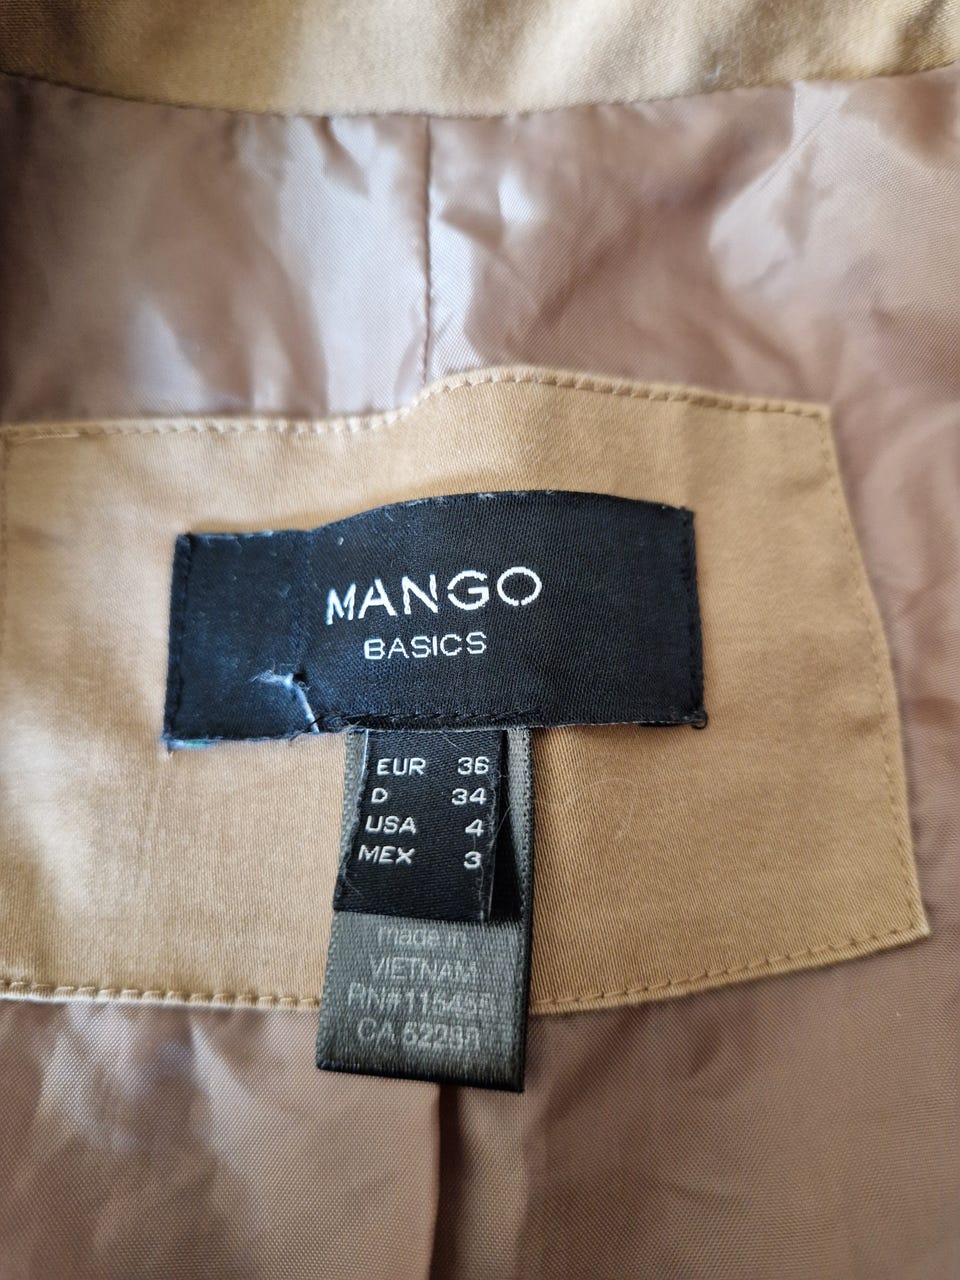 MANGO
BASICS
EUR 36
D 34
USA 4
MEX 3
made in
VIETNAM